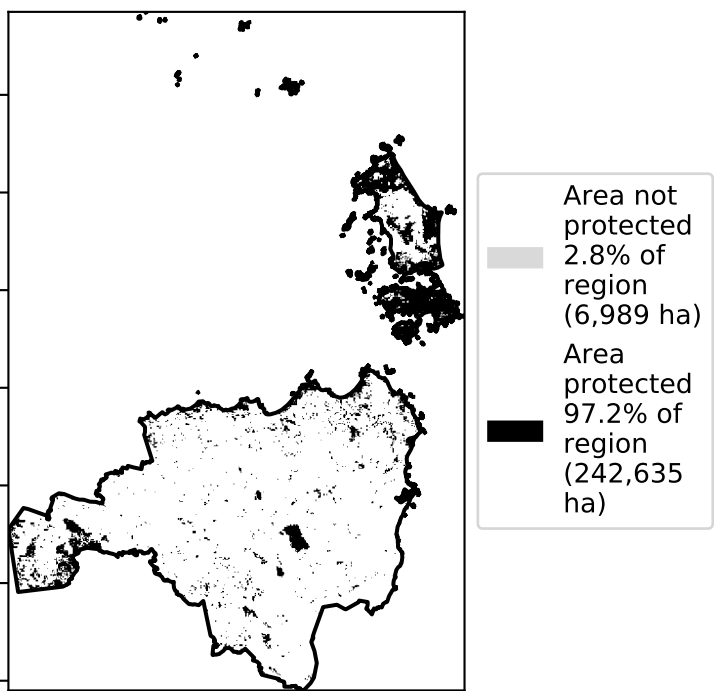 Area not
protected
2.8% of
region
(6,989 ha)
Area
protected
97.2% of
region
(242,635
ha)